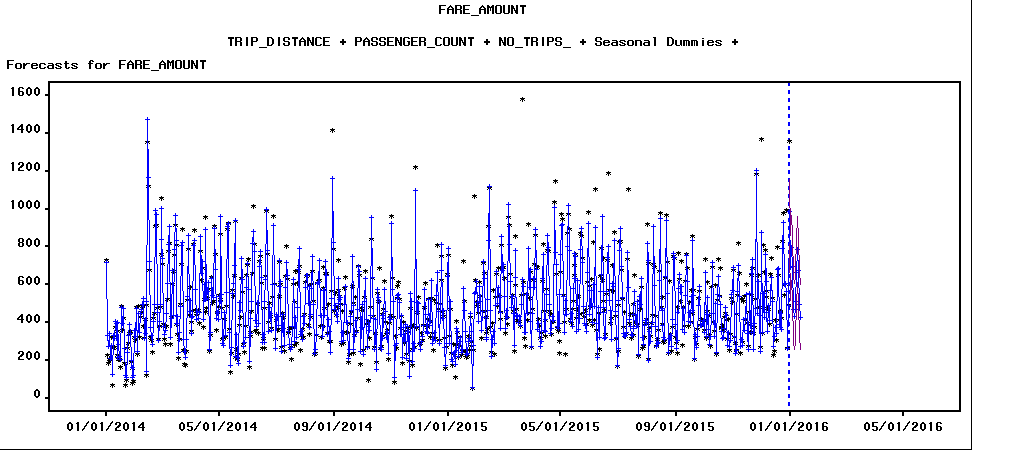 FARE_AMOUNT
TRIP_DISTANCE + PASSENGER_COUNT + NO_TRIPS_ + Seasonal Dummies +
Forecasts for FARE_AMOUNT
1600
1400
1200
1000
800
600
400
200
0
01/01/2014 05/01/2014 09/01/2014 01/01/2015 05/01/2015 09/01/2015 01/01/2016 05/01/2016